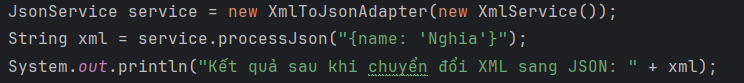 JsonService service = new XmlToJsonAdapter(new XmlService());
String xml = service.processJson("{name: 'Nghia'}");
System.out.println("Kết quả sau khi chuyển đổi XML sang JSON: " + xml);